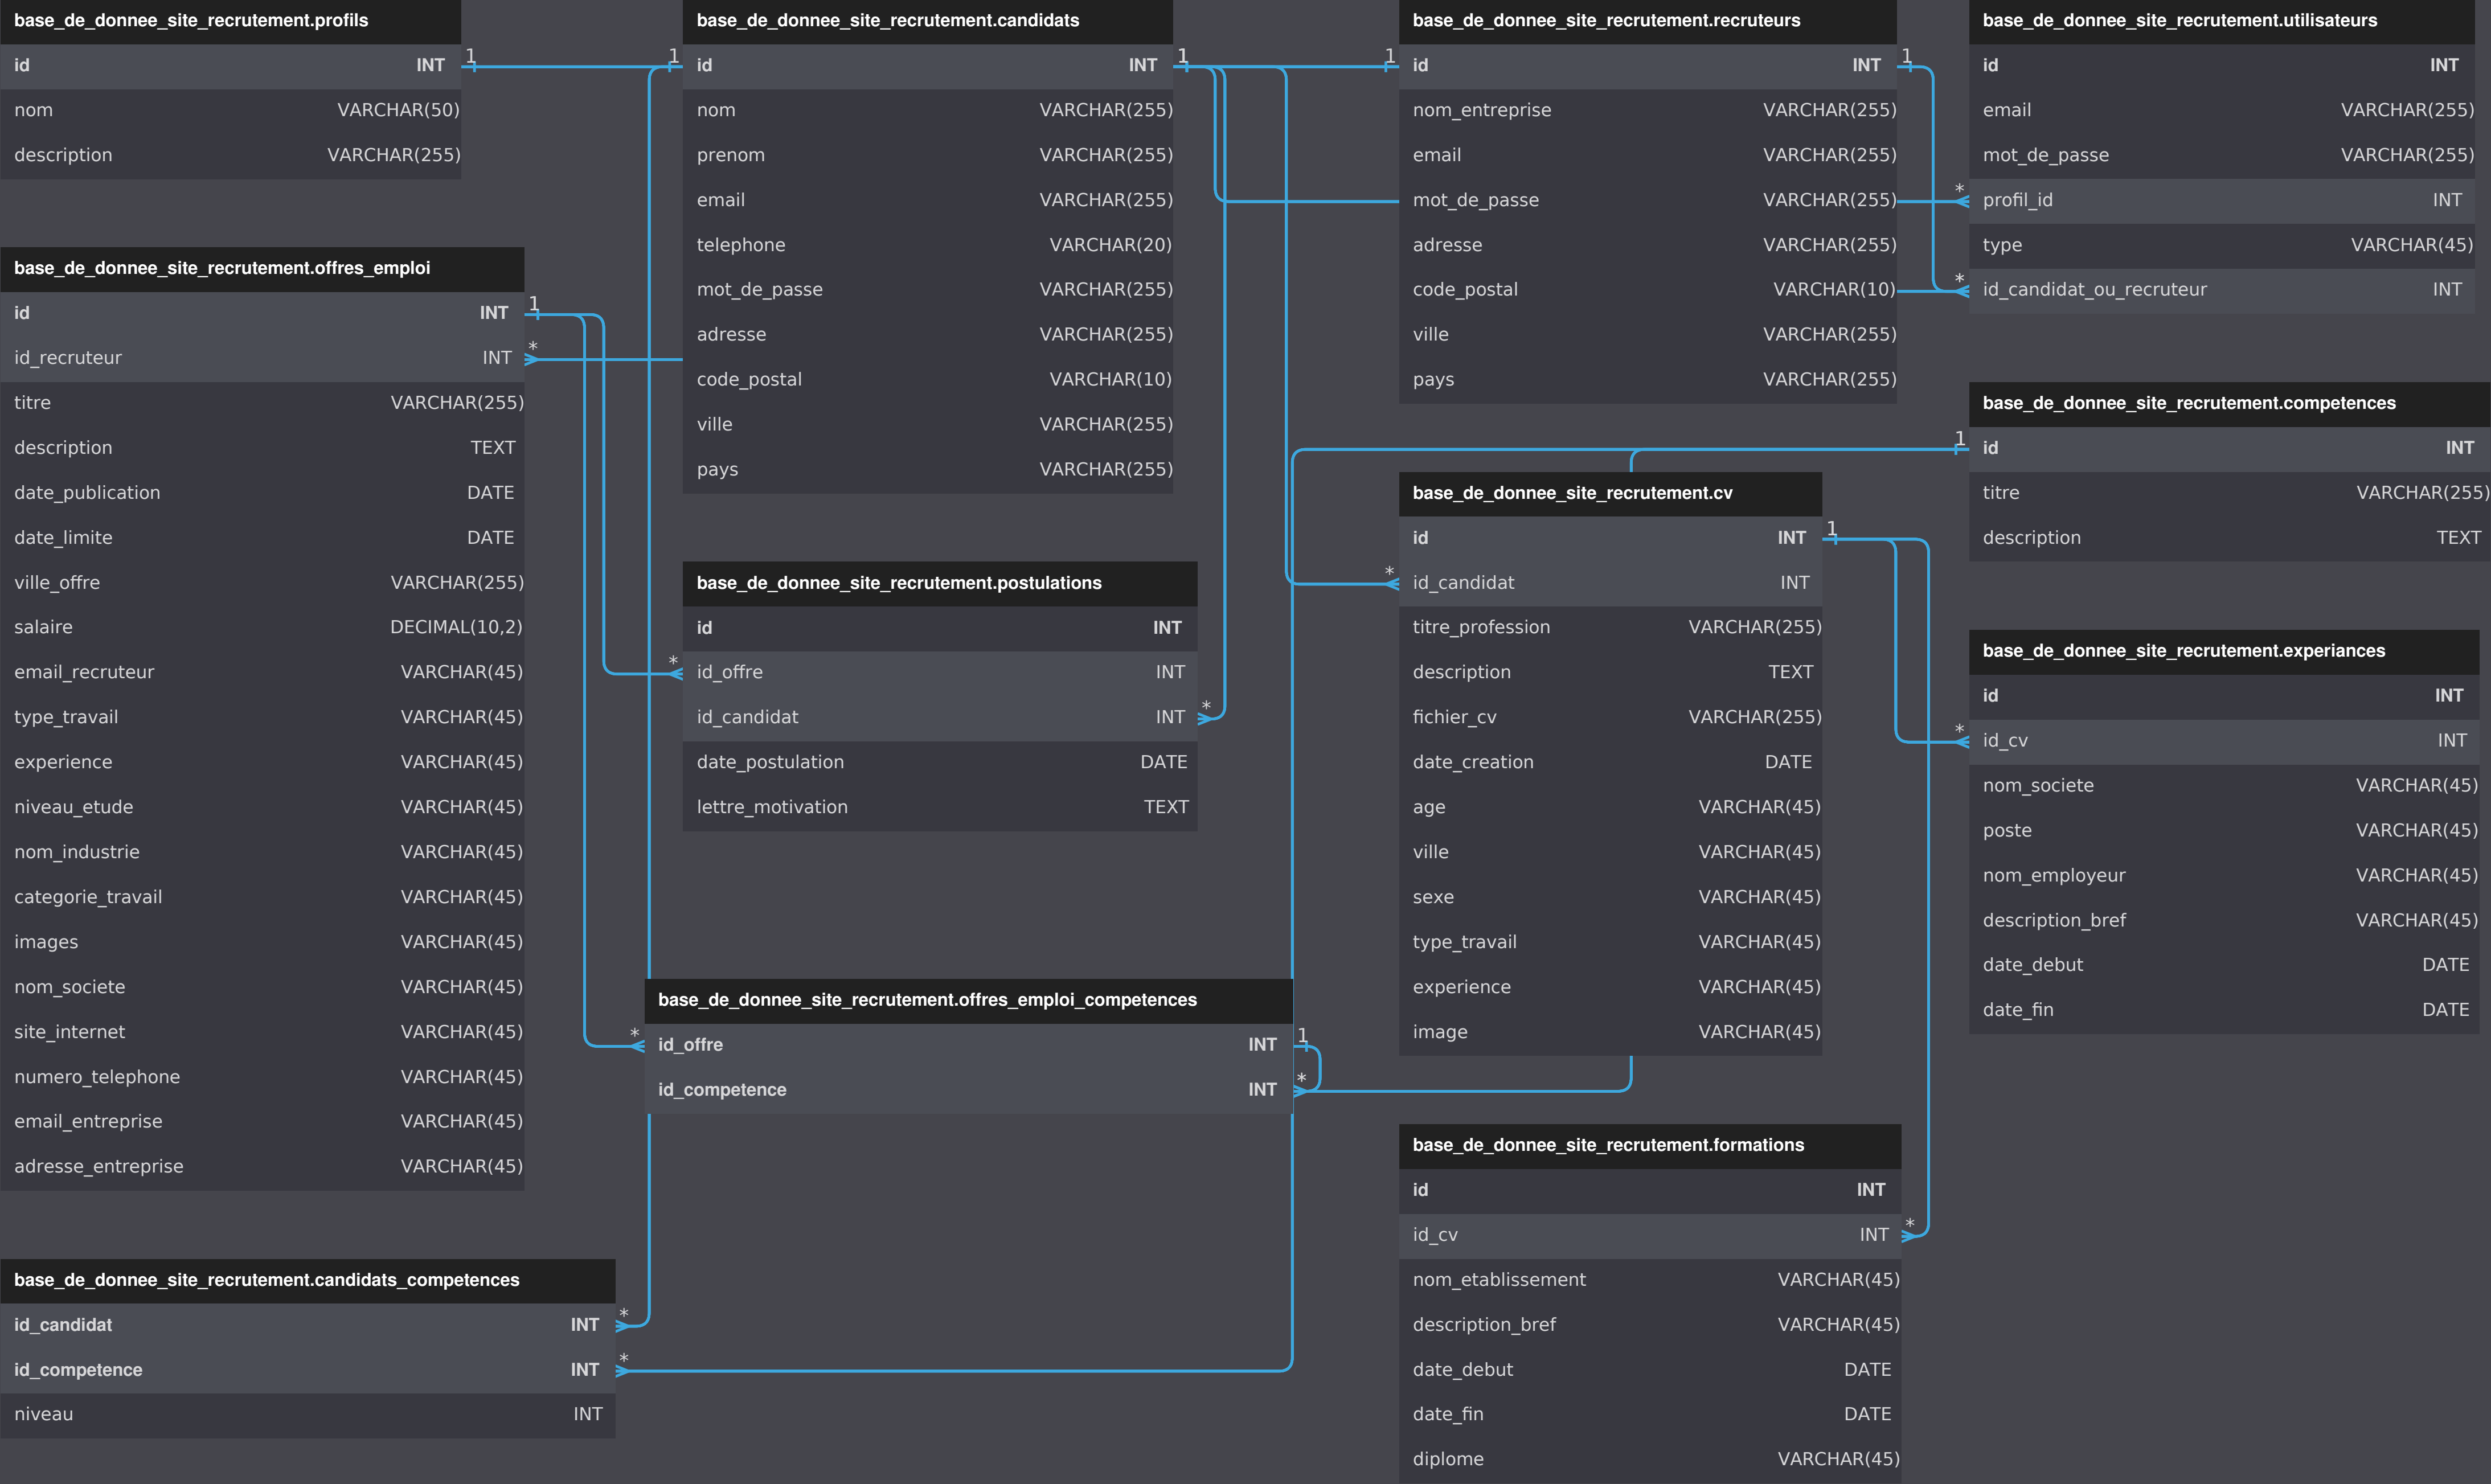 base_de_donnee_site_recrutement.profils
id INT
nom VARCHAR(50)
description VARCHAR(255)
1
base_de_donnee_site_recrutement.candidats
1
id INT
1
nom VARCHAR(255)
prenom VARCHAR(255)
email VARCHAR(255)
telephone VARCHAR(20)
mot_de_passe VARCHAR(255)
adresse VARCHAR(255)
code_postal VARCHAR(10)
ville VARCHAR(255)
pays VARCHAR(255)
base_de_donnee_site_recrutement.recruteurs
1
id INT
1
nom_entreprise VARCHAR(255)
email VARCHAR(255)
mot_de_passe VARCHAR(255)
adresse VARCHAR(255)
code_postal VARCHAR(10)
ville VARCHAR(255)
pays VARCHAR(255)
base_de_donnee_site_recrutement.utilisateurs
id INT
email VARCHAR(255)
mot_de_passe VARCHAR(255)
*
profil_id INT
type VARCHAR(45)
*
id_candidat_ou_recruteur INT
base_de_donnee_site_recrutement.offres_emploi
id INT
1
id_recruteur INT
*
titre VARCHAR(255)
description TEXT
date_publication DATE
date_limite DATE
ville_offre VARCHAR(255)
salaire DECIMAL(10,2)
email_recruteur VARCHAR(45)
type_travail VARCHAR(45)
experience VARCHAR(45)
niveau_etude VARCHAR(45)
nom_industrie VARCHAR(45)
categorie_travail VARCHAR(45)
images VARCHAR(45)
nom_societe VARCHAR(45)
site_internet VARCHAR(45)
numero_telephone VARCHAR(45)
email_entreprise VARCHAR(45)
adresse_entreprise VARCHAR(45)
base_de_donnee_site_recrutement.postulations
id INT
*
id_offre INT
id_candidat INT
*
date_postulation DATE
lettre_motivation TEXT
base_de_donnee_site_recrutement.cv
id INT
1
*
id_candidat INT
titre_profession VARCHAR(255)
description TEXT
fichier_cv VARCHAR(255)
date_creation DATE
age VARCHAR(45)
ville VARCHAR(45)
sexe VARCHAR(45)
type_travail VARCHAR(45)
experience VARCHAR(45)
image VARCHAR(45)
base_de_donnee_site_recrutement.competences
1
id INT
titre VARCHAR(255)
description TEXT
base_de_donnee_site_recrutement.experiances
id INT
*
id_cv INT
nom_societe VARCHAR(45)
poste VARCHAR(45)
nom_employeur VARCHAR(45)
description_bref VARCHAR(45)
date_debut DATE
date_fin DATE
base_de_donnee_site_recrutement.offres_emploi_competences
*
id_offre INT
1
id_competence INT
*
base_de_donnee_site_recrutement.formations
id INT
id_cv INT
*
nom_etablissement VARCHAR(45)
description_bref VARCHAR(45)
date_debut DATE
date_fin DATE
diplome VARCHAR(45)
base_de_donnee_site_recrutement.candidats_competences
id_candidat INT
*
id_competence INT
*
niveau INT